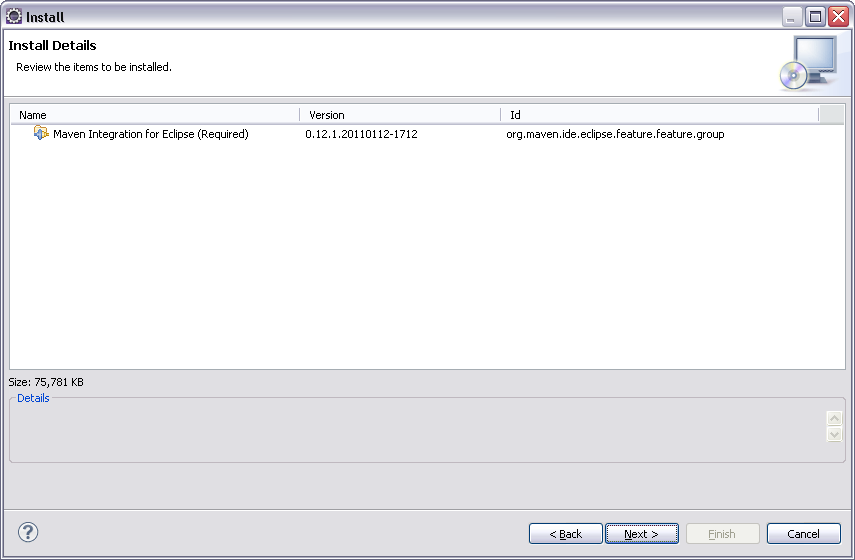 Install
Install Details
Review the items to be installed.
Name Version Id
Maven Integration for Eclipse (Required) 0.12.1.20110112-1712 org.maven.ide.eclipse.feature.feature.group
Size: 75,781 KB
Details
? < Back Next > Finish Cancel